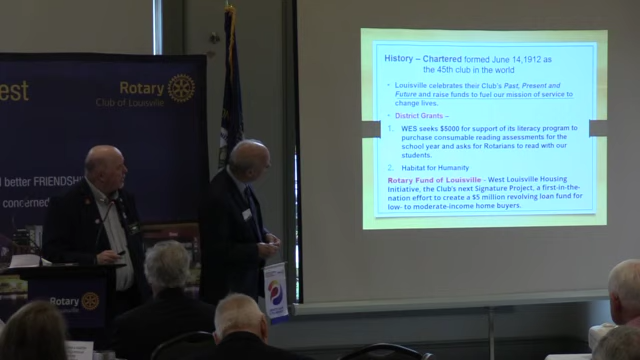 est
Rotary
Club of Louisville
d better FRIENDSH
concerned
Rotary
History – Chartered formed June 14,1912 as
the 45th club in the world
Louisville celebrates their Club's Past, Present and
Future and raise funds to fuel our mission of service to
change lives.
District Grants –
1. WES seeks $5000 for support of its literacy program to
purchase consumable reading assessments for the
school year and asks for Rotarians to read with our
students.
2. Habitat for Humanity
Rotary Fund of Louisville – West Louisville Housing
Initiative, the Club's next Signature Project, a first-in-the-
nation effort to create a $5 million revolving loan fund for
low- to moderate-income home buyers.